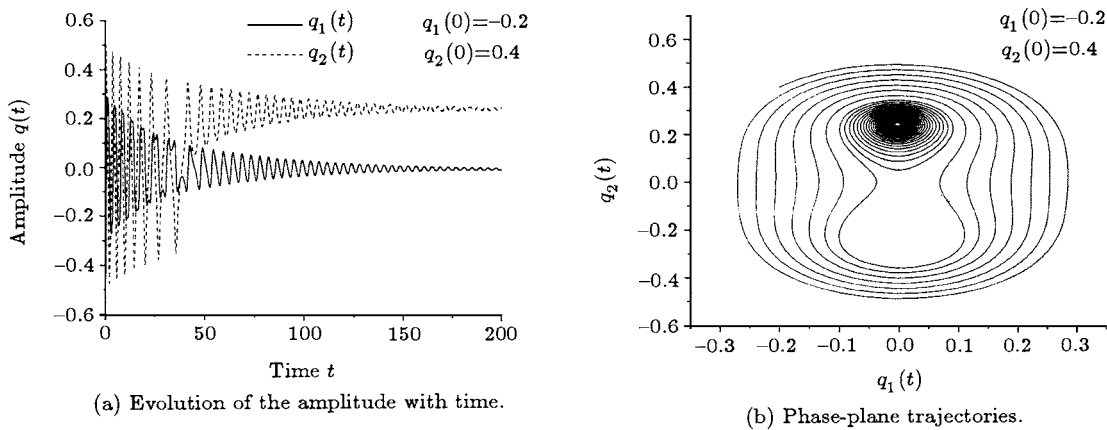 q₁(t) q₁(0)=−0.2
q₂(t) q₂(0)=0.4
Amplitude q(t)
0.6
0.4
0.2
0.0
−0.2
−0.4
−0.6
0 50 100 150 200
Time t
(a) Evolution of the amplitude with time.
q₁(0)=−0.2
q₂(0)=0.4
q₂(t)
0.6
0.4
0.2
0.0
−0.2
−0.4
−0.6
−0.3 −0.2 −0.1 0.0 0.1 0.2 0.3
q₁(t)
(b) Phase-plane trajectories.